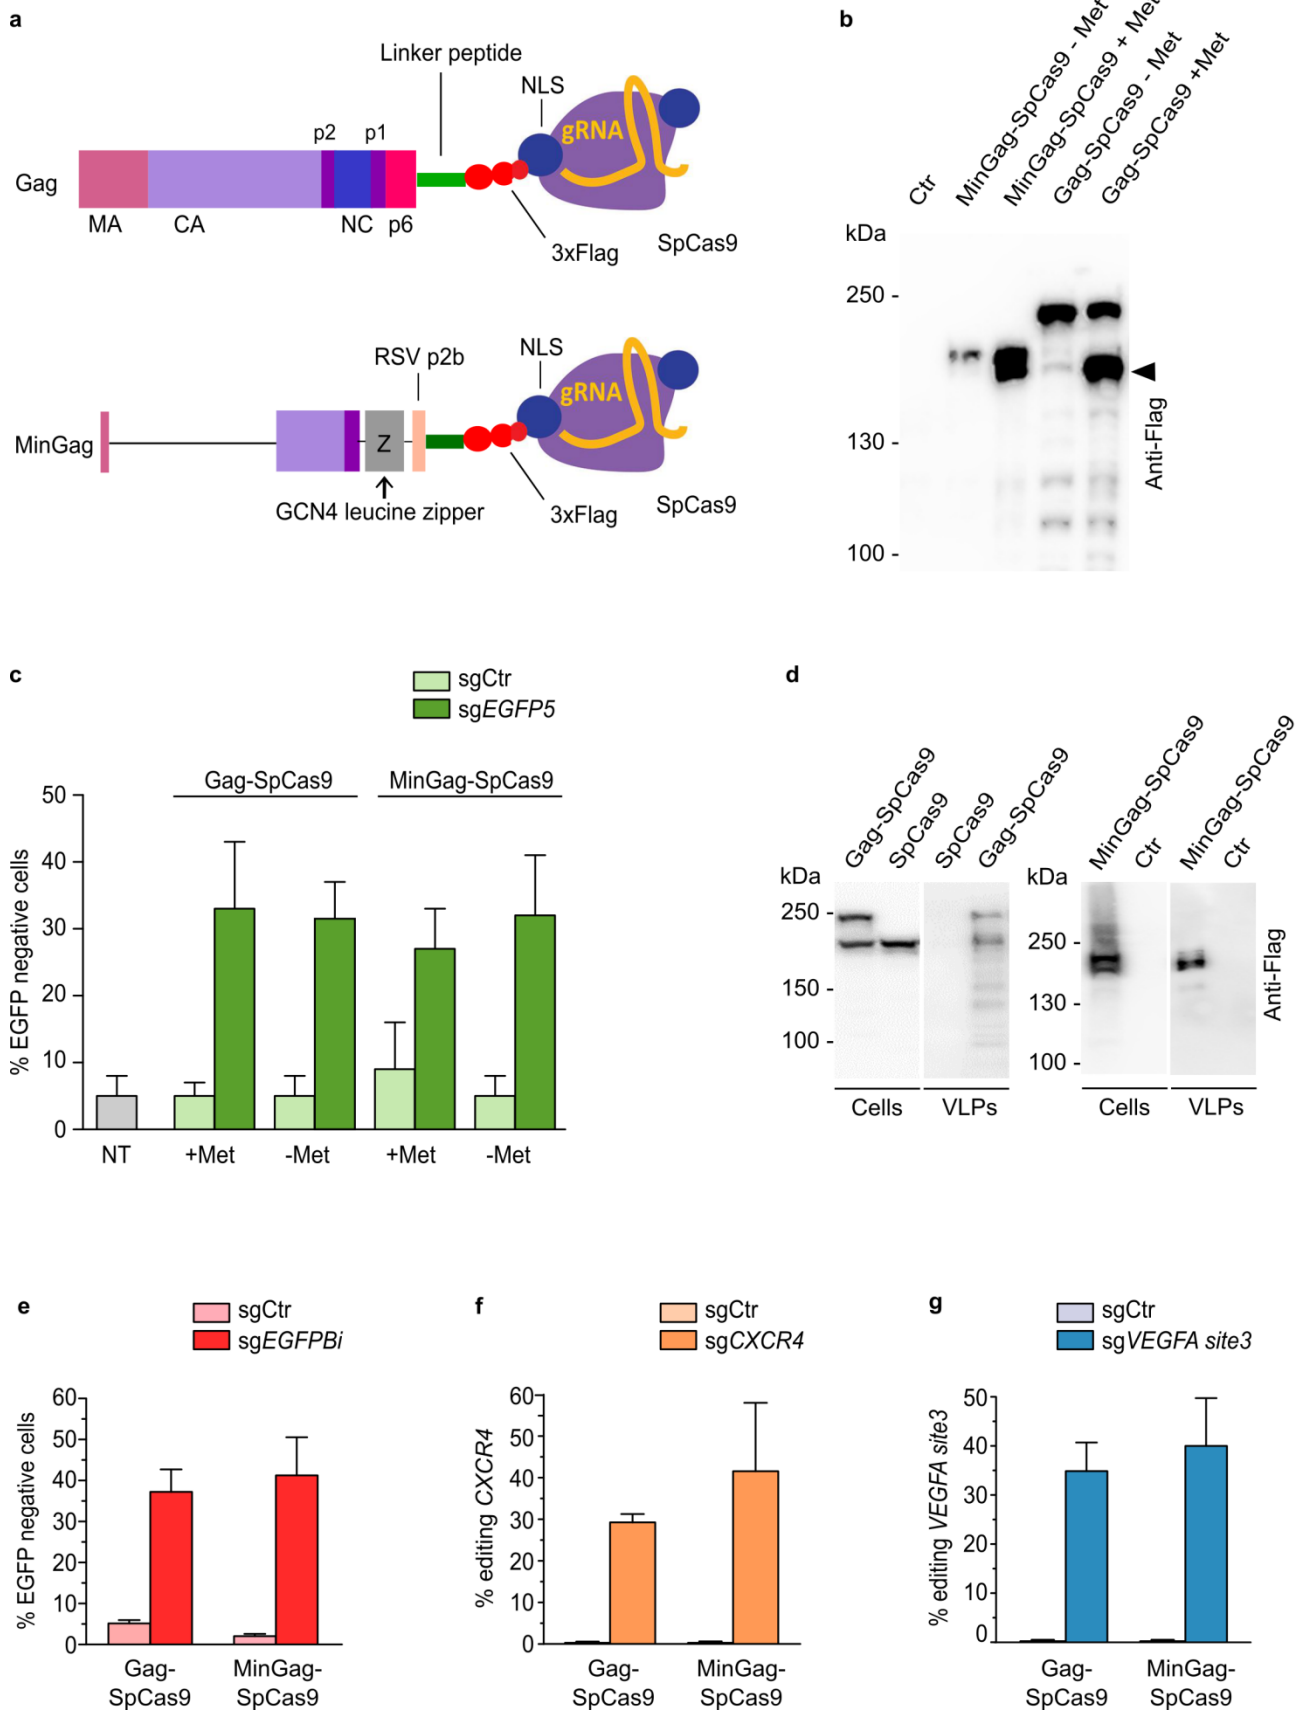 a
Linker peptide
NLS
gRNA
p2
p1
Gag
MA
CA
NC
p6
3xFlag
SpCas9
RSV p2b
NLS
gRNA
MinGag
Z
GCN4 leucine zipper
3xFlag
SpCas9
b
Ctr
MinGag-SpCas9 - Met
MinGag-SpCas9 + Met
Gag-SpCas9 - Met
Gag-SpCas9 +Met
kDa
250 -
130 -
100 -
Anti-Flag
c
sgCtr
sgEGFP5
Gag-SpCas9
MinGag-SpCas9
% EGFP negative cells
50
40
30
20
10
0
NT
+Met
-Met
+Met
-Met
d
Gag-SpCas9
SpCas9
SpCas9
Gag-SpCas9
kDa
250 -
150 -
100 -
Cells
VLPs
MinGag-SpCas9
Ctr
MinGag-SpCas9
Ctr
kDa
250 -
130 -
100 -
Anti-Flag
Cells
VLPs
e
sgCtr
sgEGFPBi
% EGFP negative cells
60
50
40
30
20
10
0
Gag-
SpCas9
MinGag-
SpCas9
f
sgCtr
sgCXCR4
% editing CXCR4
60
50
40
30
20
10
0
Gag-
SpCas9
MinGag-
SpCas9
g
sgCtr
sgVEGFA site3
% editing VEGFA site3
50
40
30
20
10
0
Gag-
SpCas9
MinGag-
SpCas9